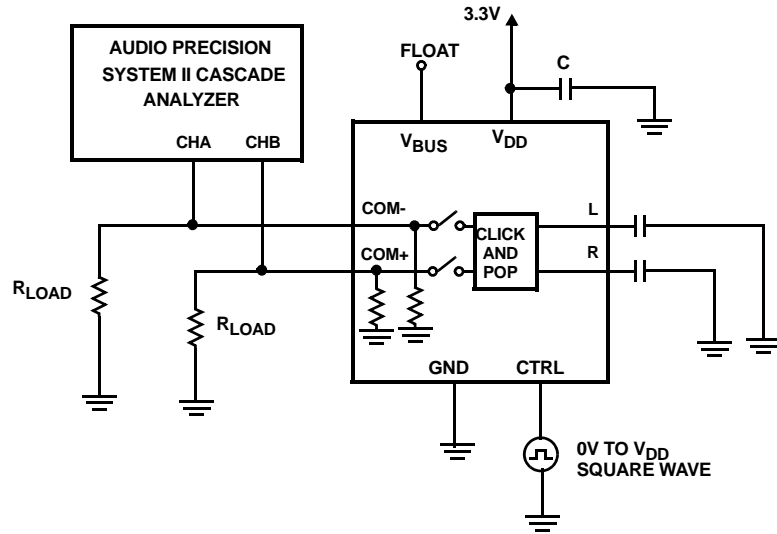 3.3V
AUDIO PRECISION
SYSTEM II CASCADE
ANALYZER
CHA CHB
FLOAT
C
VBUS
VDD
COM-
COM+
CLICK
AND
POP
L
R
RLOAD
RLOAD
GND
CTRL
0V TO VDD
SQUARE WAVE